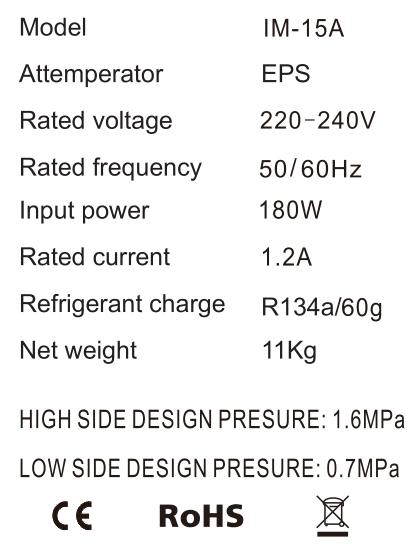 Model IM-15A
Attemperator EPS
Rated voltage 220-240V
Rated frequency 50/60Hz
Input power 180W
Rated current 1.2A
Refrigerant charge R134a/60g
Net weight 11Kg
HIGH SIDE DESIGN PRESURE: 1.6MPa
LOW SIDE DESIGN PRESURE: 0.7MPa
CE RoHS